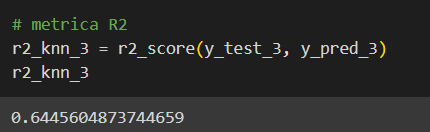 # metrica R2
r2_knn_3 = r2_score(y_test_3, y_pred_3)
r2_knn_3
0.6445604873744659